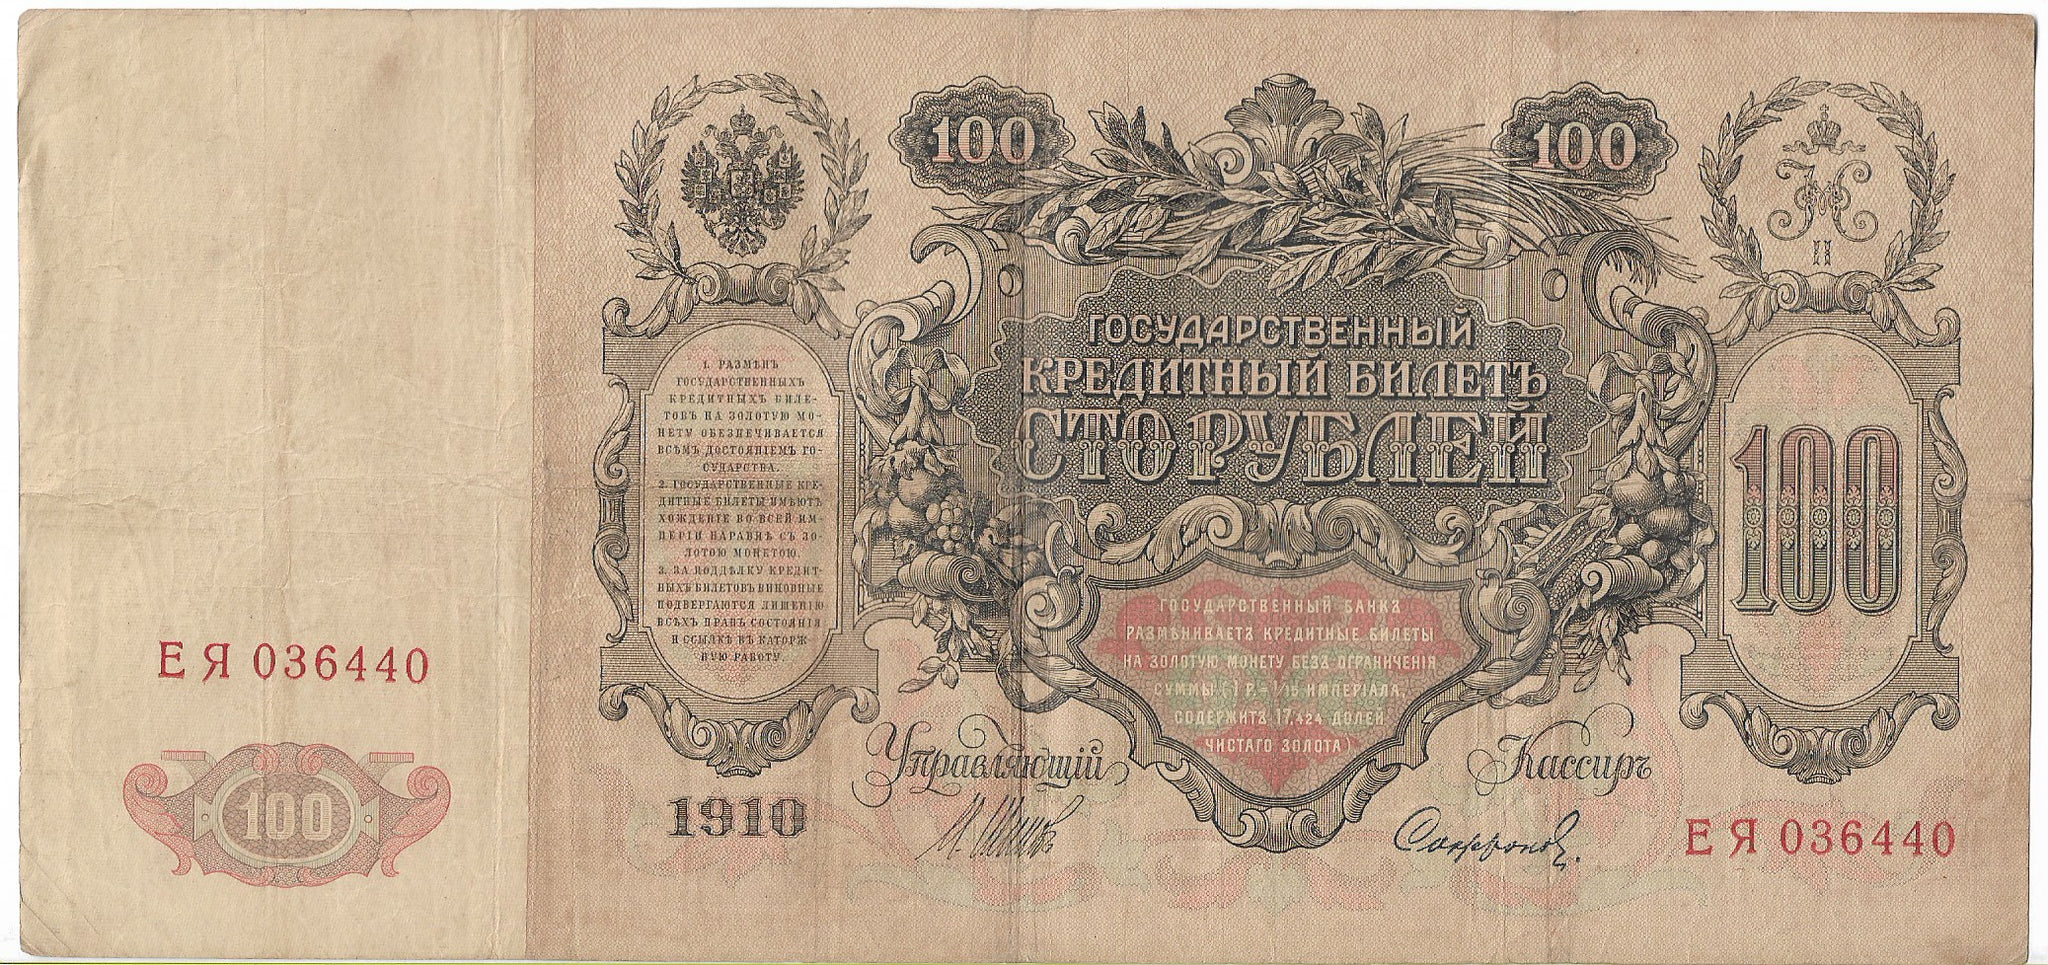 100
100
Н
II
ГОСУДАРСТВЕННЫЙ
КРЕДИТНЫЙ БИЛЕТЪ
СТО РУБЛЕЙ
1. РАЗМѢНЪ
ГОСУДАРСТВЕННЫХЪ
КРЕДИТНЫХЪ БИЛЕ-
ТОВЪ НА ЗОЛОТУЮ МО-
НЕТУ ОБЕЗПЕЧИВАЕТСЯ
ВСѢМЪ ДОСТОЯНІЕМЪ ГО-
СУДАРСТВА.
2. ГОСУДАРСТВЕННЫЕ КРЕ-
ДИТНЫЕ БИЛЕТЫ ИМѢЮТЪ
ХОЖДЕНІЕ ВО ВСЕЙ ИМ-
ПЕРІИ НАРАВНѢ СЪ ЗО-
ЛОТОЮ МОНЕТОЮ.
3. ЗА ПОДДѢЛКУ КРЕДИТ-
НЫХЪ БИЛЕТОВЪ ВИНОВНЫЕ
ПОДВЕРГАЮТСЯ ЛИШЕНІЮ
ВСѢХЪ ПРАВЪ СОСТОЯНІЯ
И ССЫЛКѢ ВЪ КАТОРЖ-
НУЮ РАБОТУ.
100
ГОСУДАРСТВЕННЫЙ БАНКЪ
РАЗМѢНИВАЕТЪ КРЕДИТНЫЕ БИЛЕТЫ
НА ЗОЛОТУЮ МОНЕТУ БЕЗЪ ОГРАНИЧЕНІЯ
СУММЫ (1 Р.= 1/15 ИМПЕРІАЛА,
СОДЕРЖИТЪ 17,424 ДОЛЕЙ
ЧИСТАГО ЗОЛОТА)
ЕЯ 036440
100
1910
Управляющій
И. Шиповъ
Кассиръ
Софроновъ.
ЕЯ 036440